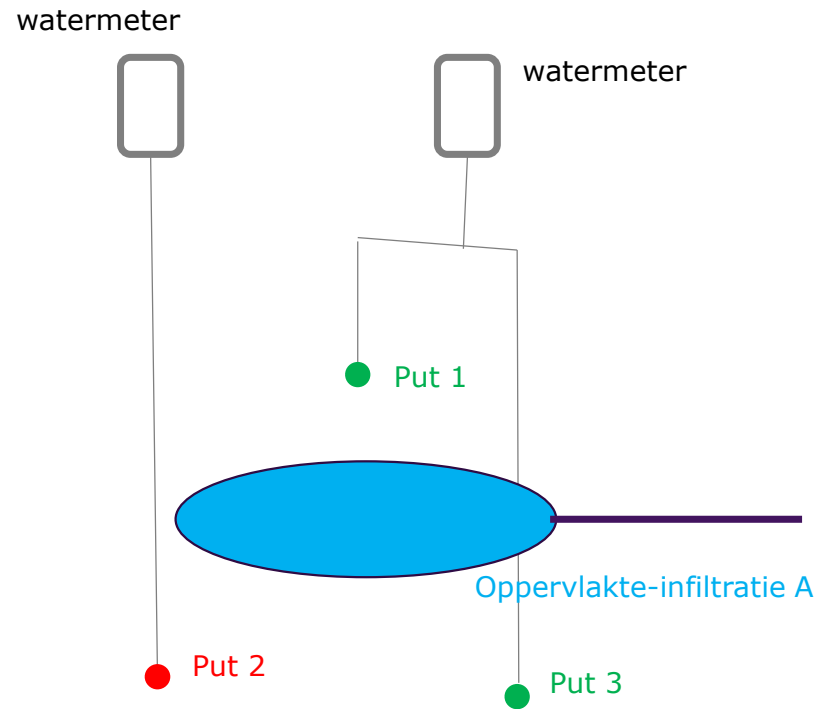 watermeter
watermeter
Put 1
Oppervlakte-infiltratie A
Put 2
Put 3